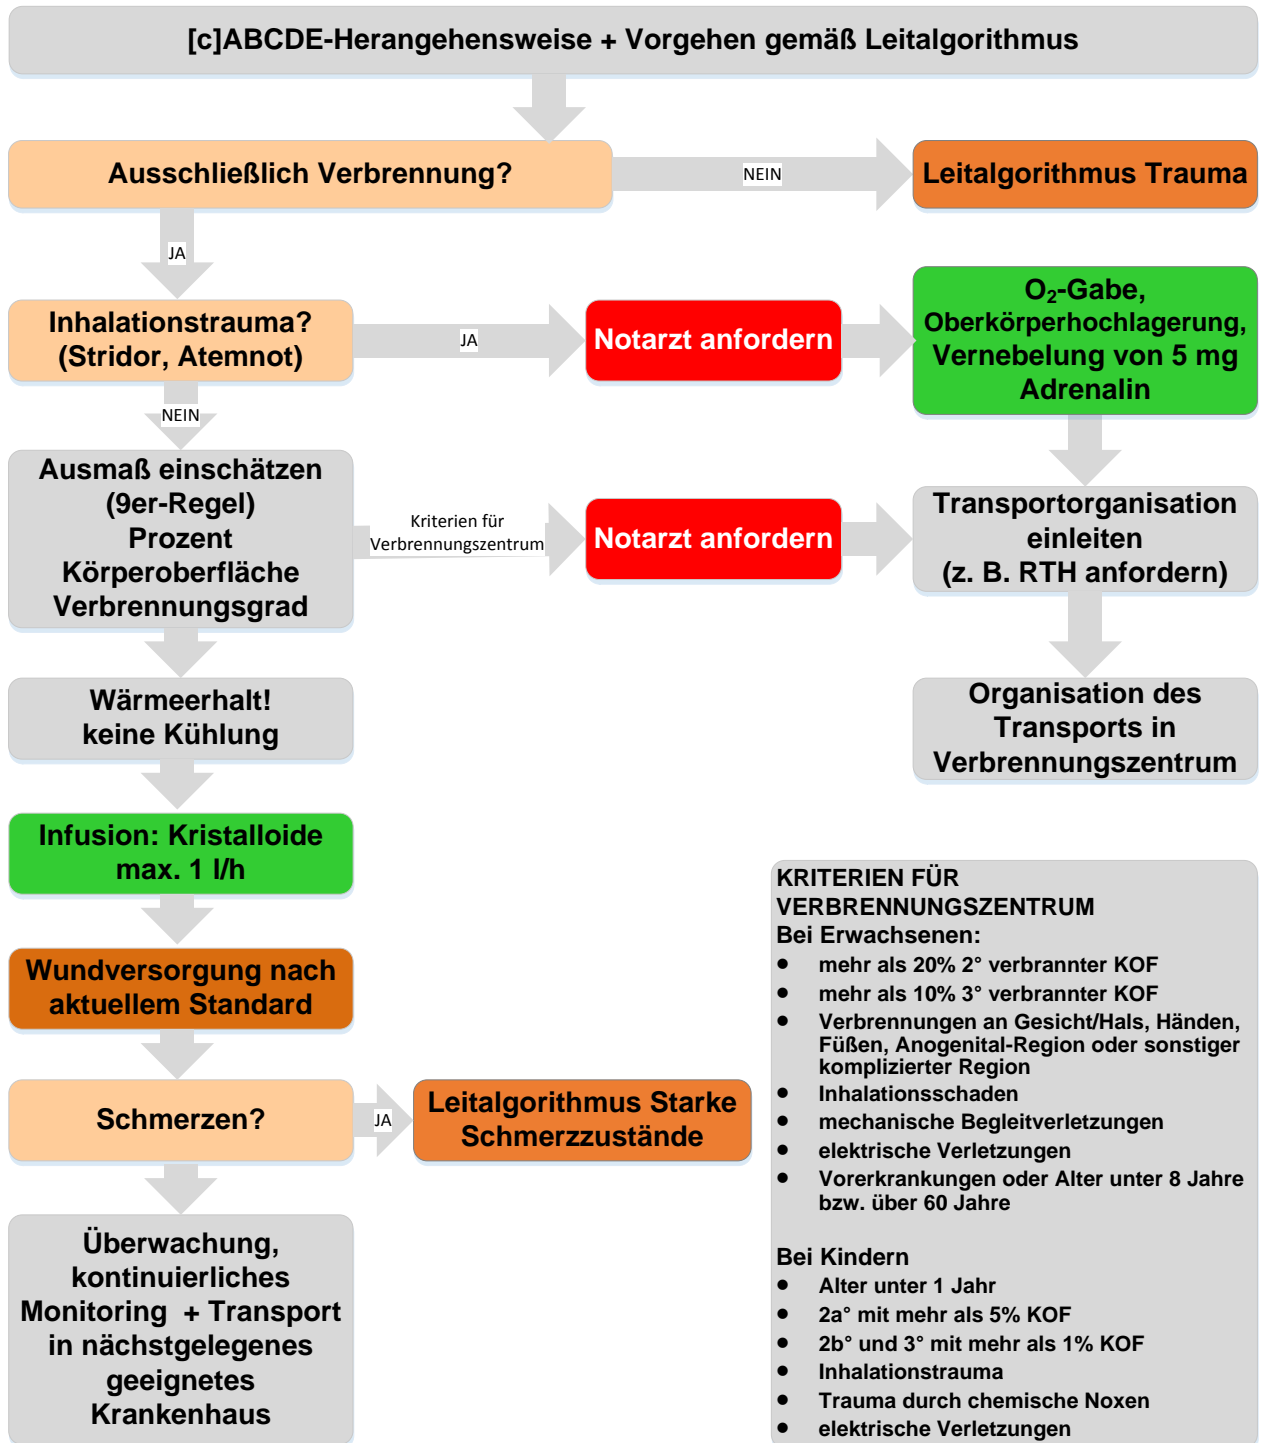 [c]ABCDE-Herangehensweise + Vorgehen gemäß Leitalgorithmus
Ausschließlich Verbrennung?
NEIN
Leitalgorithmus Trauma
JA
Inhalationstrauma?
(Stridor, Atemnot)
JA
Notarzt anfordern
O₂-Gabe,
Oberkörperhochlagerung,
Vernebelung von 5 mg
Adrenalin
NEIN
Ausmaß einschätzen
(9er-Regel)
Prozent
Körperoberfläche
Verbrennungsgrad
Kriterien für
Verbrennungszentrum
Notarzt anfordern
Transportorganisation
einleiten
(z. B. RTH anfordern)
Wärmeerhalt!
keine Kühlung
Organisation des
Transports in
Verbrennungszentrum
Infusion: Kristalloide
max. 1 l/h
Wundversorgung nach
aktuellem Standard
Schmerzen?
JA
Leitalgorithmus Starke
Schmerzzustände
Überwachung,
kontinuierliches
Monitoring + Transport
in nächstgelegenes
geeignetes
Krankenhaus
KRITERIEN FÜR
VERBRENNUNGSZENTRUM
Bei Erwachsenen:
● mehr als 20% 2° verbrannter KOF
● mehr als 10% 3° verbrannter KOF
● Verbrennungen an Gesicht/Hals, Händen,
Füßen, Anogenital-Region oder sonstiger
komplizierter Region
● Inhalationsschaden
● mechanische Begleitverletzungen
● elektrische Verletzungen
● Vorerkrankungen oder Alter unter 8 Jahre
bzw. über 60 Jahre
Bei Kindern
● Alter unter 1 Jahr
● 2a° mit mehr als 5% KOF
● 2b° und 3° mit mehr als 1% KOF
● Inhalationstrauma
● Trauma durch chemische Noxen
● elektrische Verletzungen